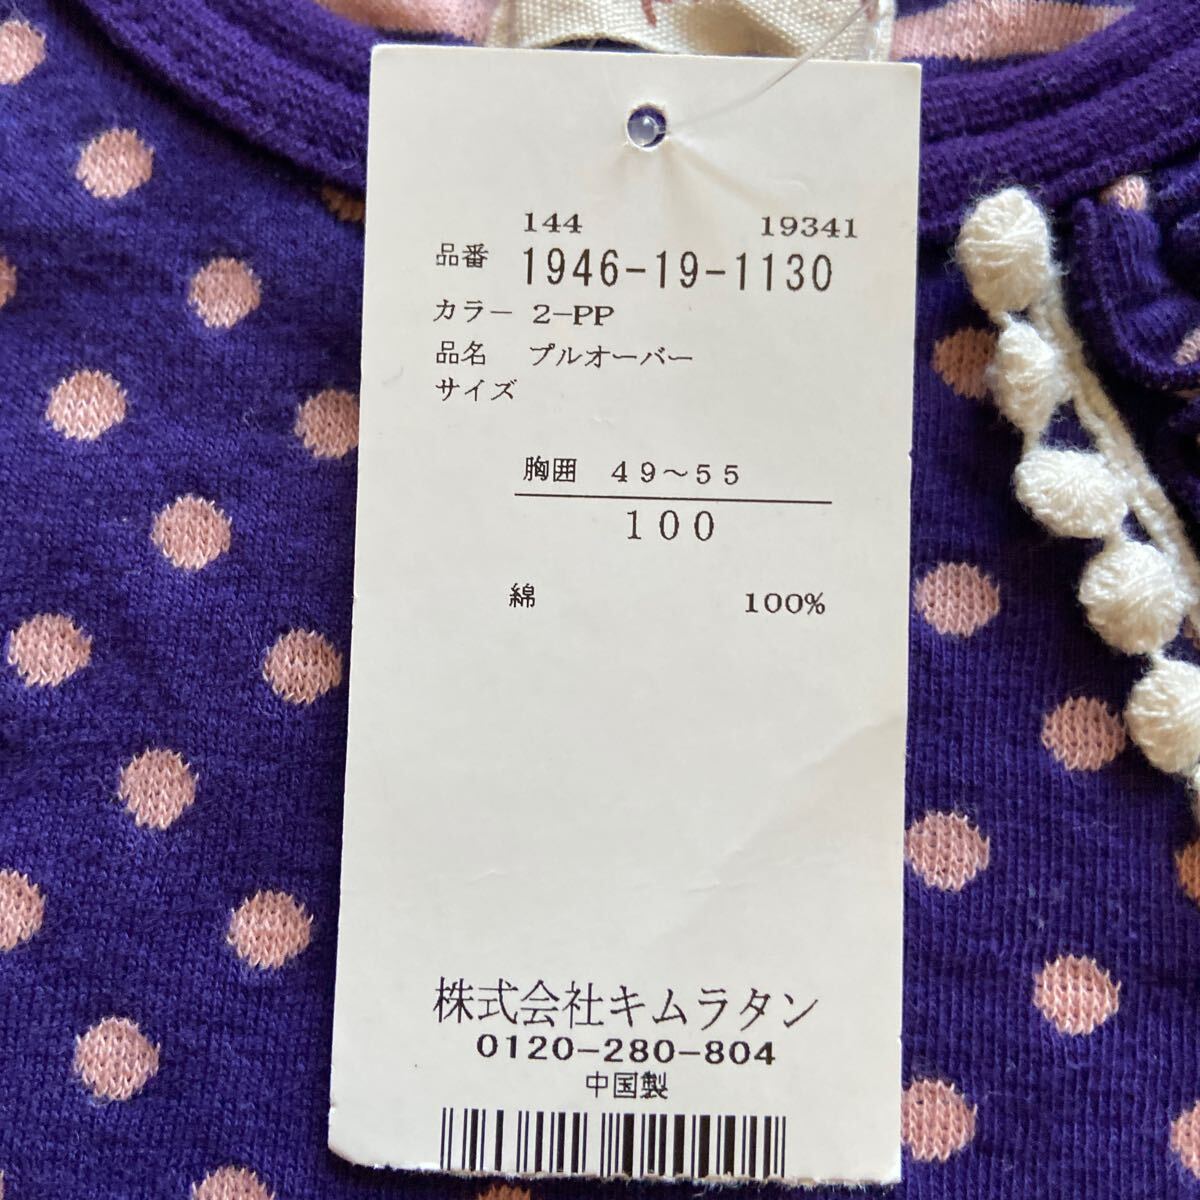 144 19341
品番 1946-19-1130
カラー 2-PP
品名 プルオーバー
サイズ
胸囲 49～55
100
綿 100%
株式会社キムラタン
0120-280-804
中国製